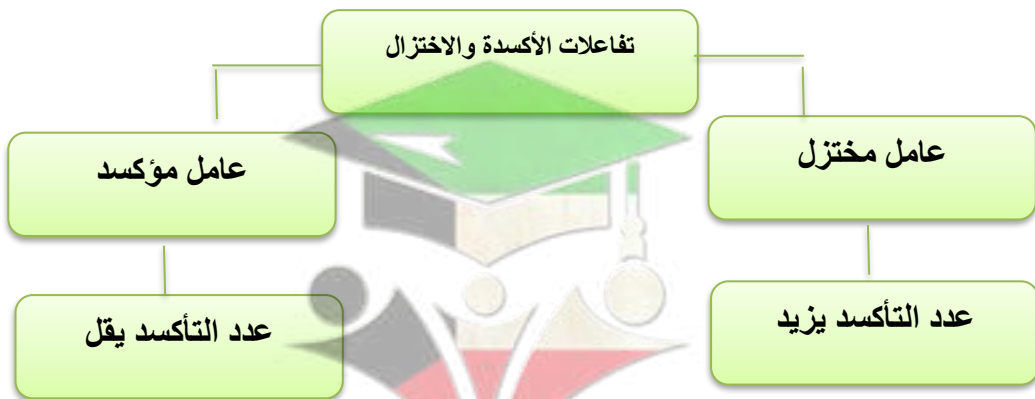 تفاعلات الأكسدة والاختزال
عامل مختزل
عامل مؤكسد
عدد التأكسد يزيد
عدد التأكسد يقل